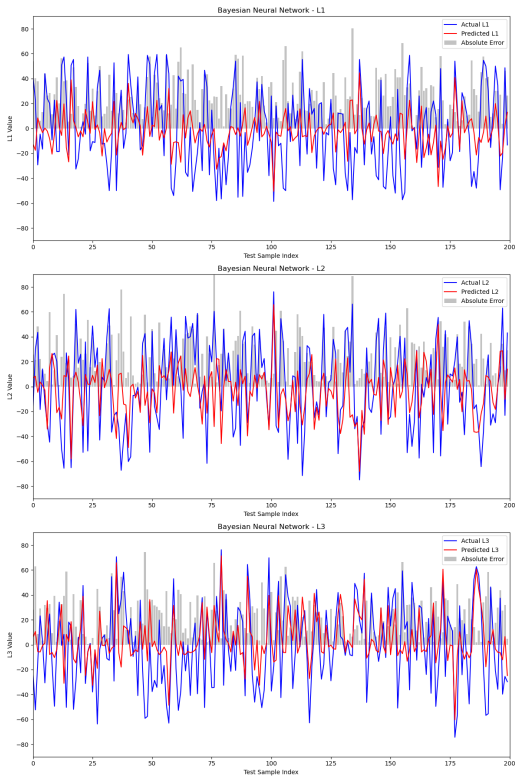 Bayesian Neural Network - L1
80
60
40
20
0
−20
−40
−60
−80
L1 Value
Actual L1
Predicted L1
Absolute Error
0 25 50 75 100 125 150 175 200
Test Sample Index
Bayesian Neural Network - L2
80
60
40
20
0
−20
−40
−60
−80
L2 Value
Actual L2
Predicted L2
Absolute Error
0 25 50 75 100 125 150 175 200
Test Sample Index
Bayesian Neural Network - L3
80
60
40
20
0
−20
−40
−60
−80
L3 Value
Actual L3
Predicted L3
Absolute Error
0 25 50 75 100 125 150 175 200
Test Sample Index